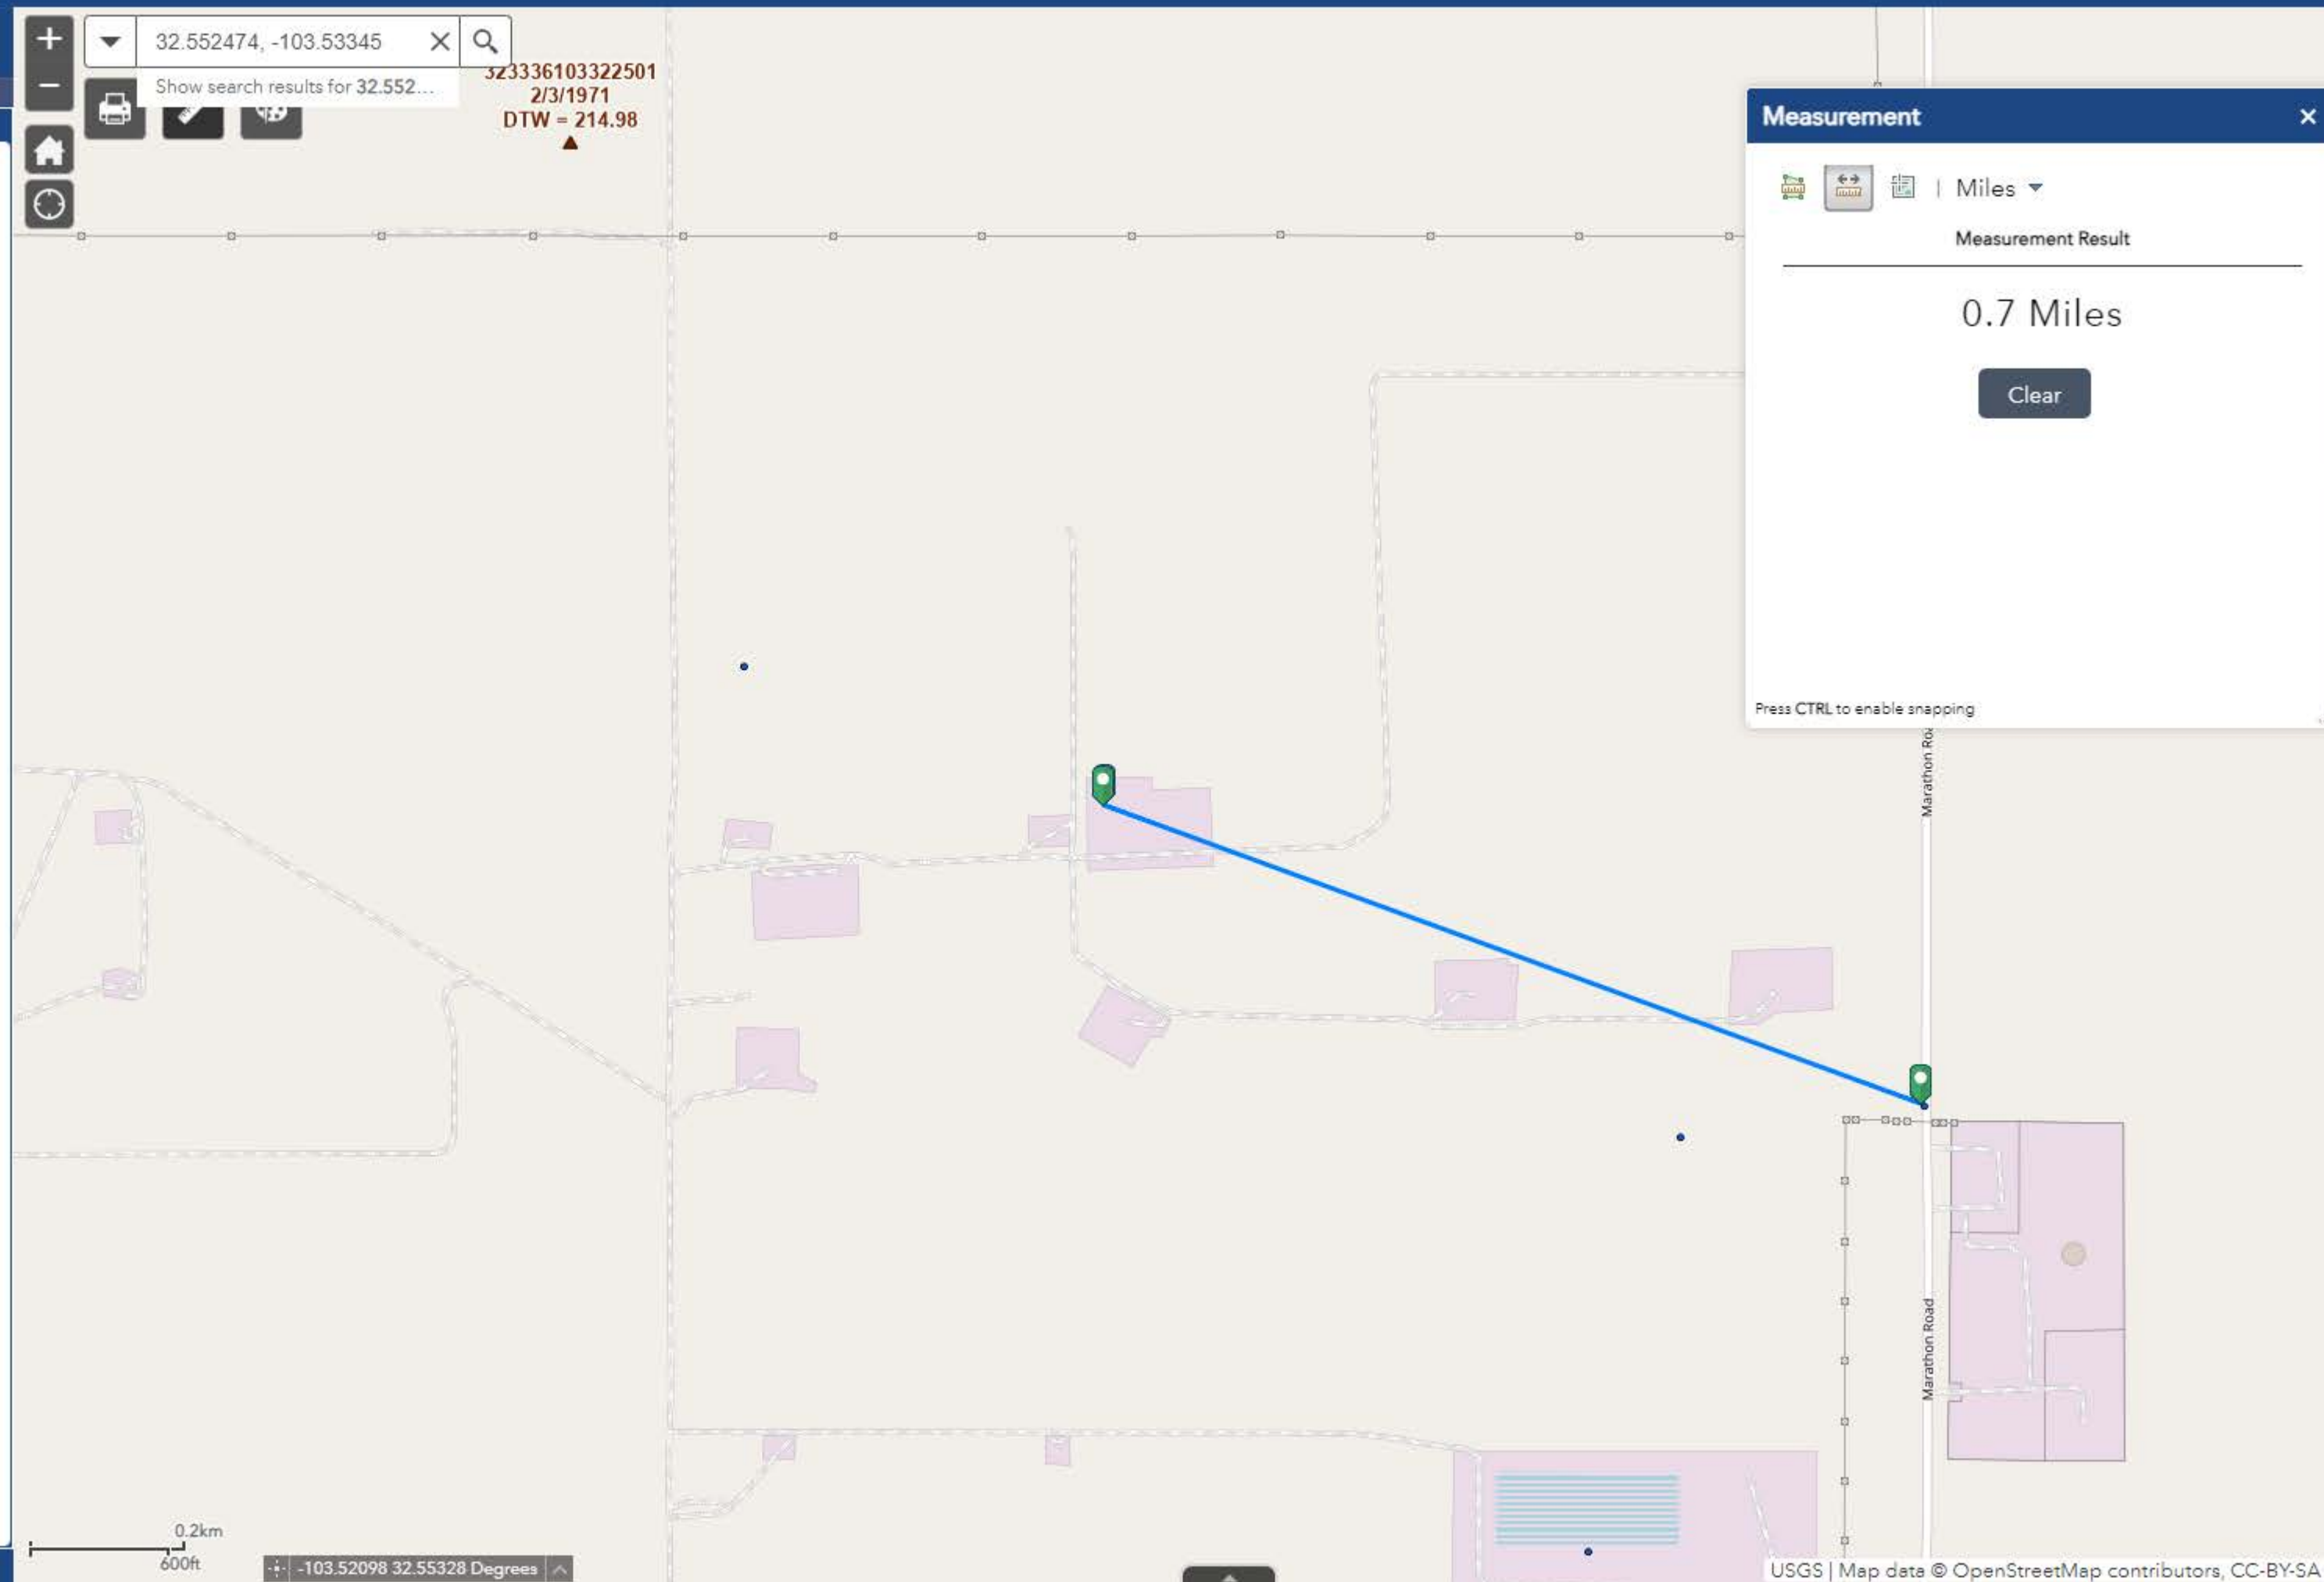 32.552474, -103.53345
Show search results for 32.552...
323336103322501
2/3/1971
DTW = 214.98
Measurement
Miles
Measurement Result
0.7 Miles
Clear
Press CTRL to enable snapping
Marathon Road
Marathon Road
0.2km
600ft
-103.52098 32.55328 Degrees
USGS | Map data © OpenStreetMap contributors, CC-BY-SA